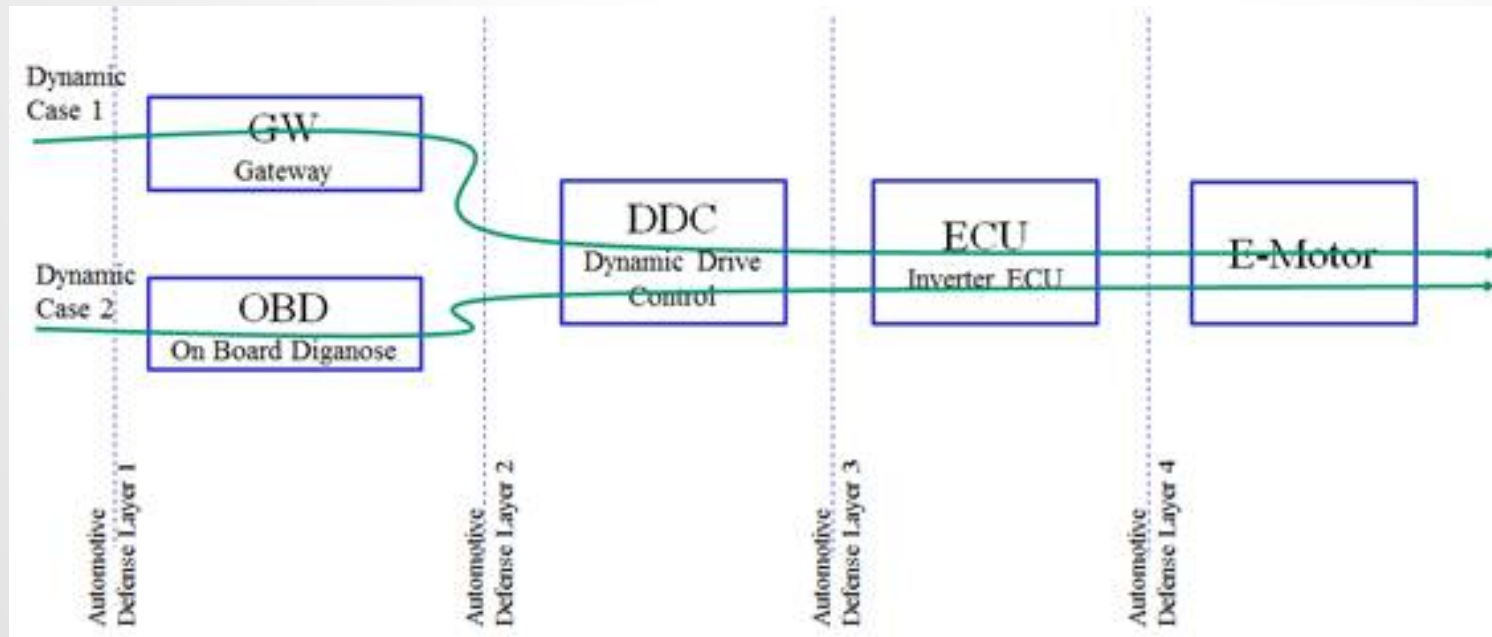 Dynamic
Case 1
GW
Gateway
Dynamic
Case 2
OBD
On Board Diganose
DDC
Dynamic Drive
Control
ECU
Inverter ECU
E-Motor
Automotive
Defense Layer 1
Automotive
Defense Layer 2
Automotive
Defense Layer 3
Automotive
Defense Layer 4